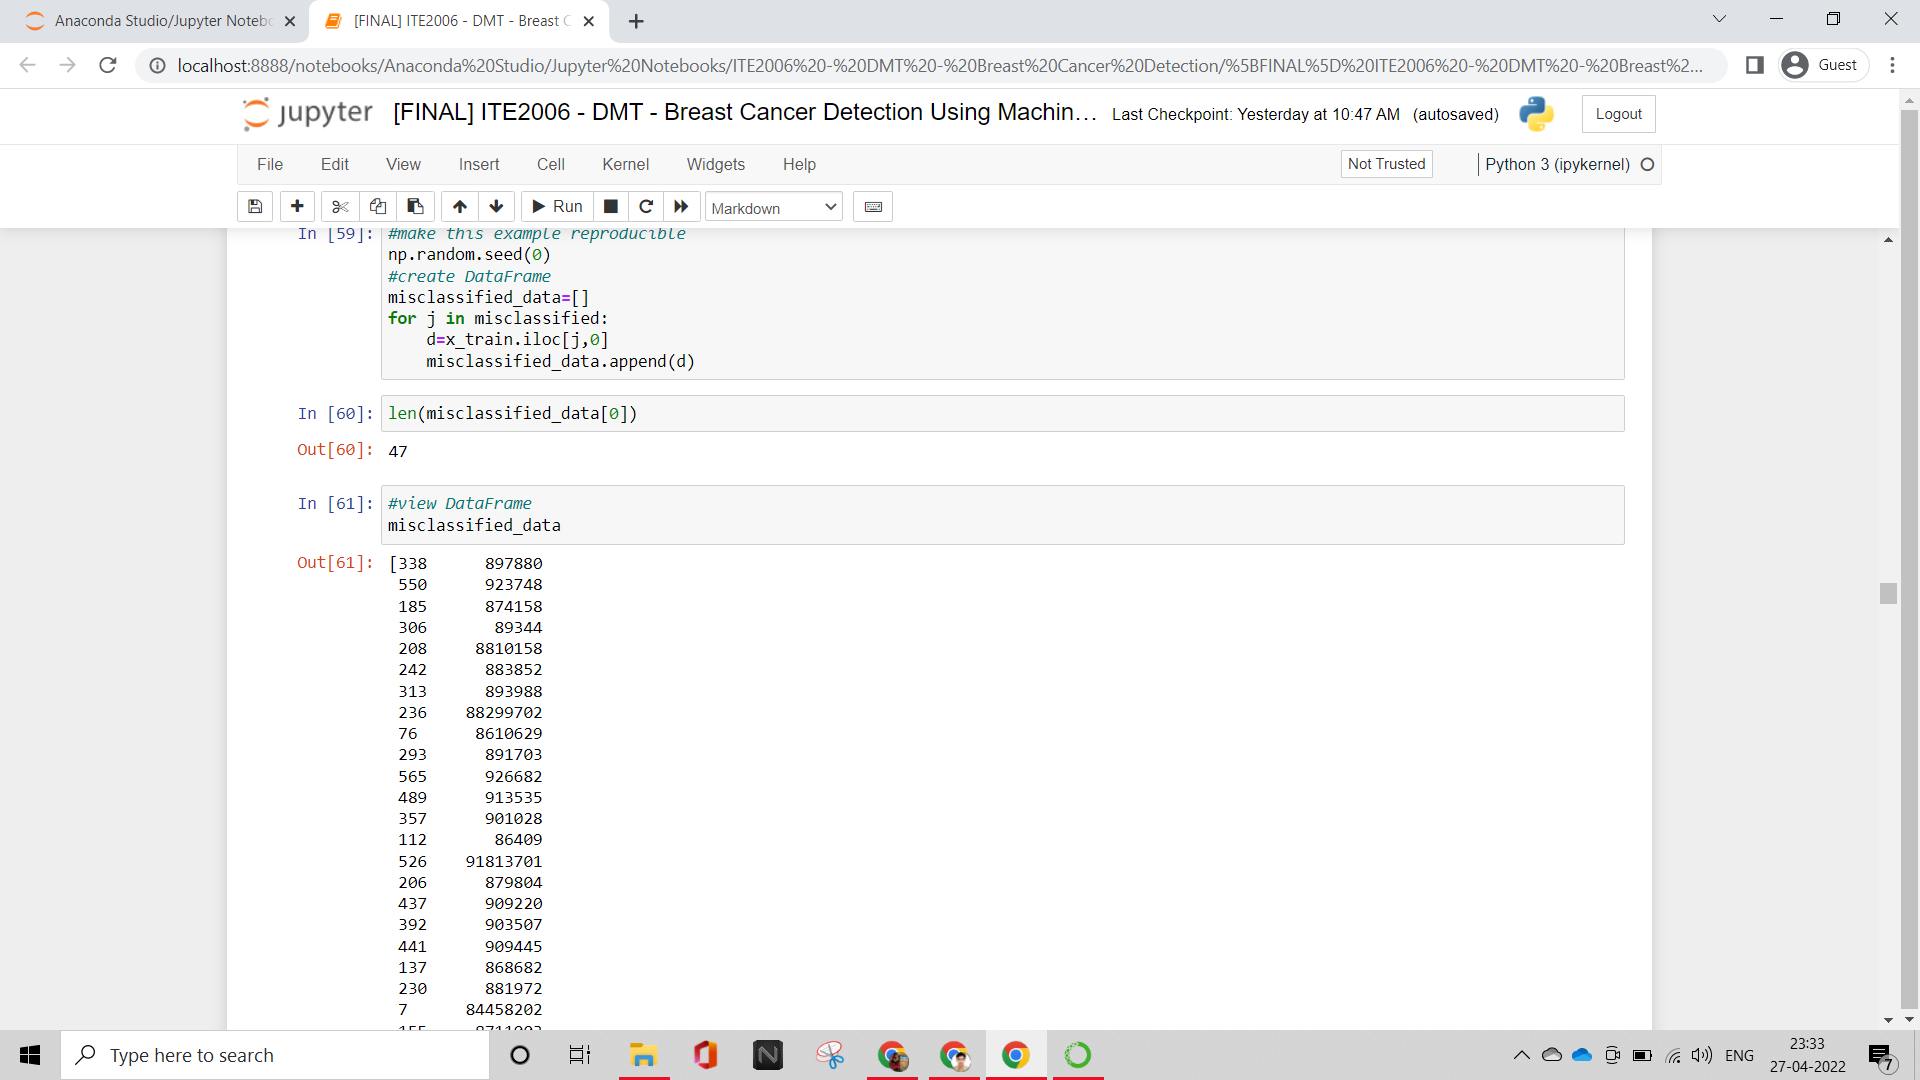 Anaconda Studio/Jupyter Noteb
[FINAL] ITE2006 - DMT - Breast C
localhost:8888/notebooks/Anaconda%20Studio/Jupyter%20Notebooks/ITE2006%20-%20DMT%20-%20Breast%20Cancer%20Detection/%5BFINAL%5D%20ITE2006%20-%20DMT%20-%20Breast%2...
Guest
jupyter [FINAL] ITE2006 - DMT - Breast Cancer Detection Using Machin... Last Checkpoint: Yesterday at 10:47 AM (autosaved) Logout
File Edit View Insert Cell Kernel Widgets Help Not Trusted Python 3 (ipykernel)
Run Markdown
In [59]: #make this example reproducible
np.random.seed(0)
#create DataFrame
misclassified_data=[]
for j in misclassified:
    d=x_train.iloc[j,0]
    misclassified_data.append(d)
In [60]: len(misclassified_data[0])
Out[60]: 47
In [61]: #view DataFrame
misclassified_data
Out[61]: [338      897880
550      923748
185      874158
306       89344
208     8810158
242      883852
313      893988
236    88299702
76      8610629
293      891703
565      926682
489      913535
357      901028
112       86409
526    91813701
206      879804
437      909220
392      903507
441      909445
137      868682
230      881972
7      84458202
155     8711003
Type here to search
ENG
23:33
27-04-2022
7